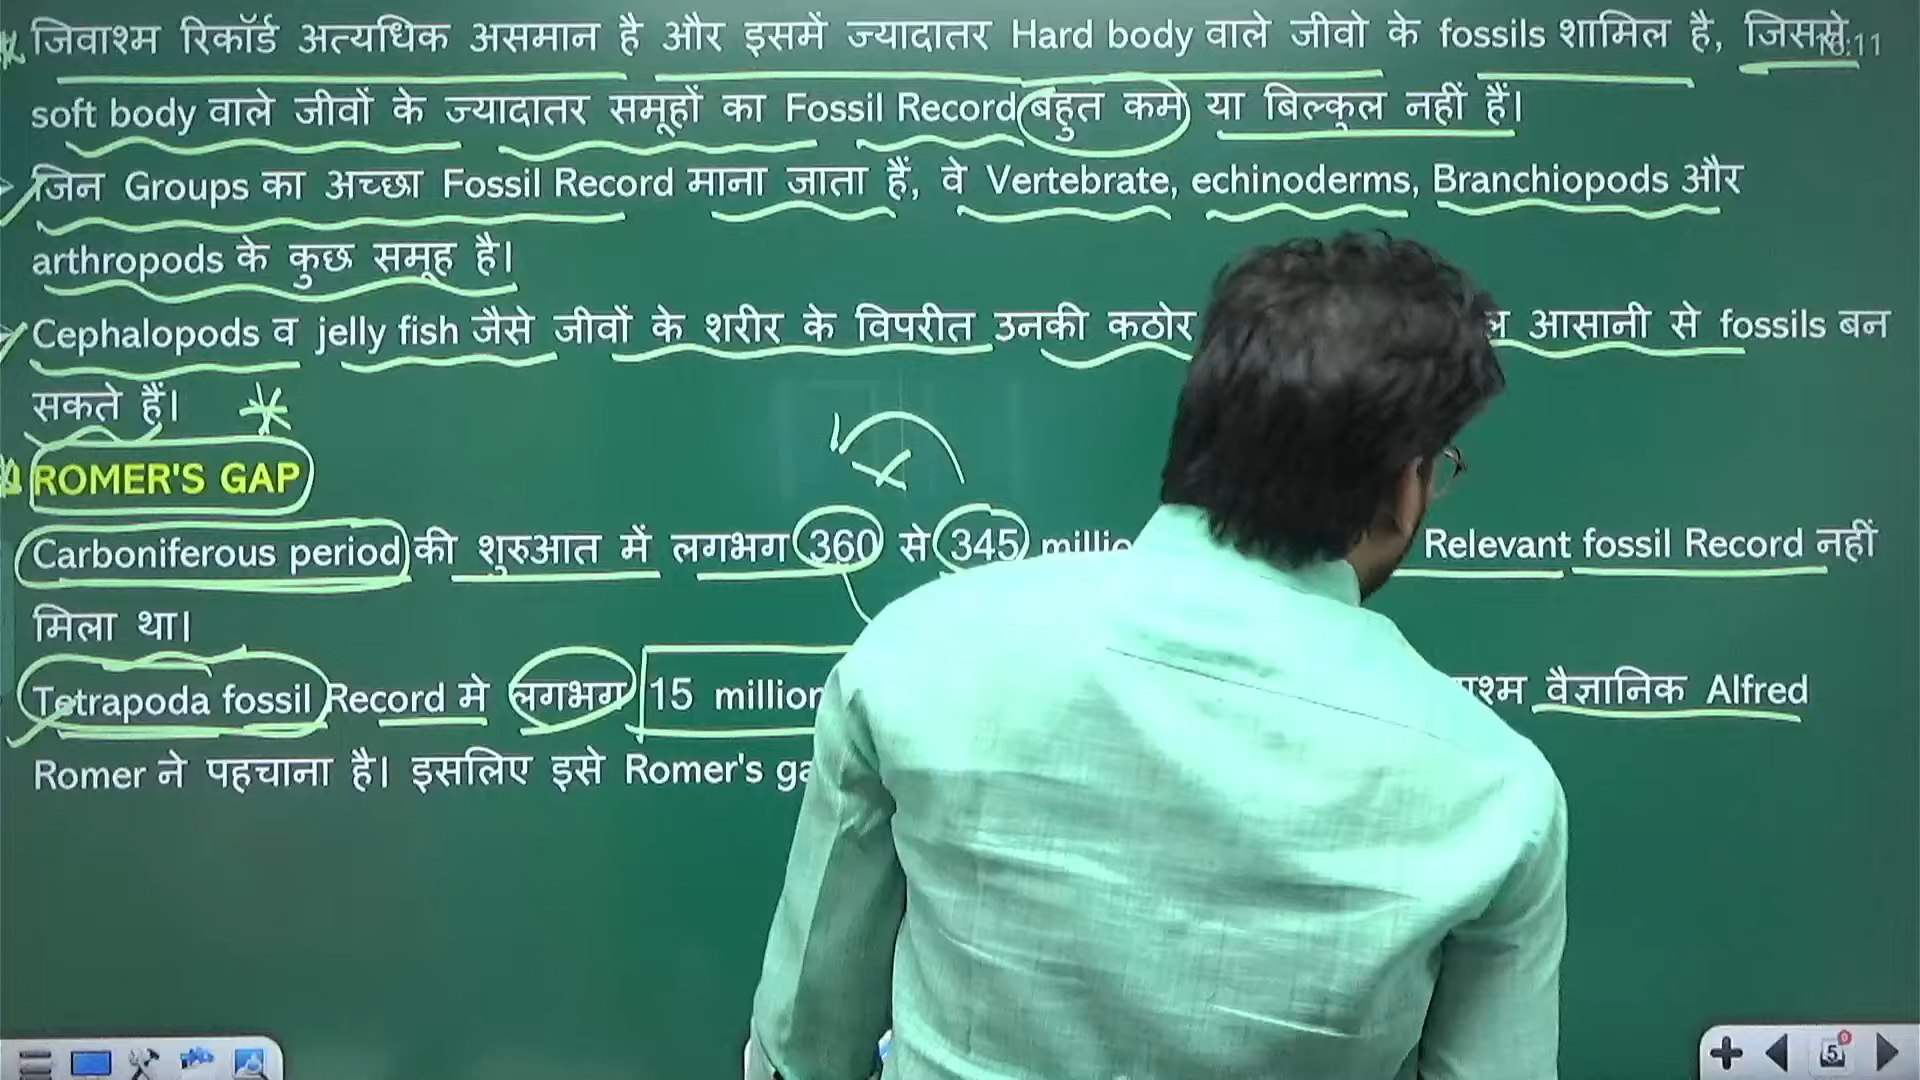 जिवाश्म रिकॉर्ड अत्यधिक असमान है और इसमें ज्यादातर Hard body वाले जीवो के fossils शामिल है, जिससे
soft body वाले जीवों के ज्यादातर समूहों का Fossil Record बहुत कम या बिल्कुल नहीं हैं।
जिन Groups का अच्छा Fossil Record माना जाता हैं, वे Vertebrate, echinoderms, Branchiopods और
arthropods के कुछ समूह है।
Cephalopods व jelly fish जैसे जीवों के शरीर के विपरीत उनकी कठोर आसानी से fossils बन
सकते हैं।
ROMER'S GAP
Carboniferous period की शुरुआत में लगभग 360 से 345 Relevant fossil Record नहीं
मिला था।
Tetrapoda fossil Record मे लगभग 15 million वैज्ञानिक Alfred
Romer ने पहचाना है। इसलिए इसे Romer's